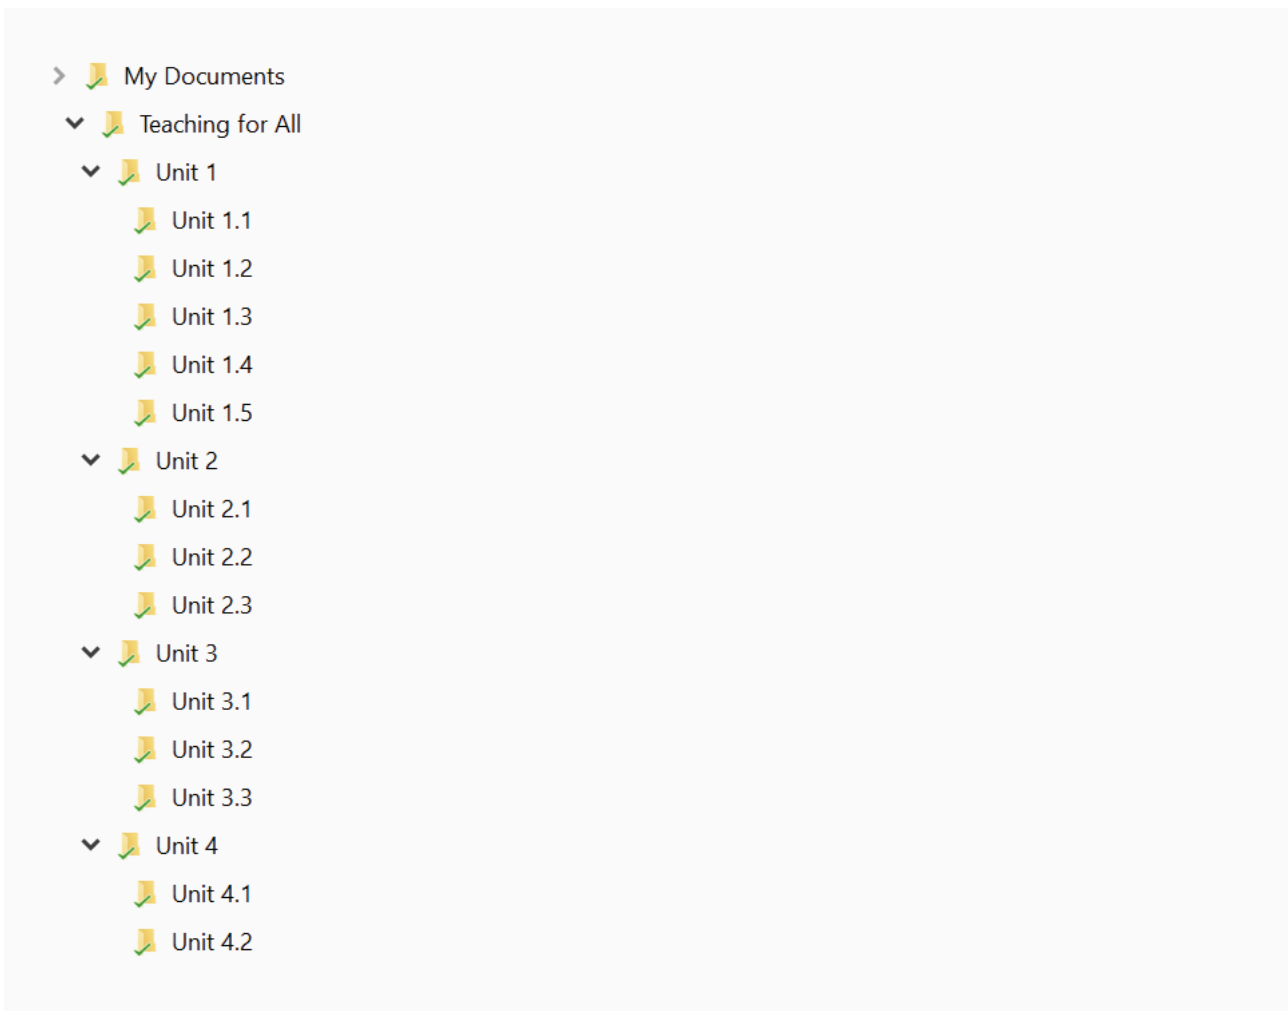 My Documents
Teaching for All
Unit 1
Unit 1.1
Unit 1.2
Unit 1.3
Unit 1.4
Unit 1.5
Unit 2
Unit 2.1
Unit 2.2
Unit 2.3
Unit 3
Unit 3.1
Unit 3.2
Unit 3.3
Unit 4
Unit 4.1
Unit 4.2